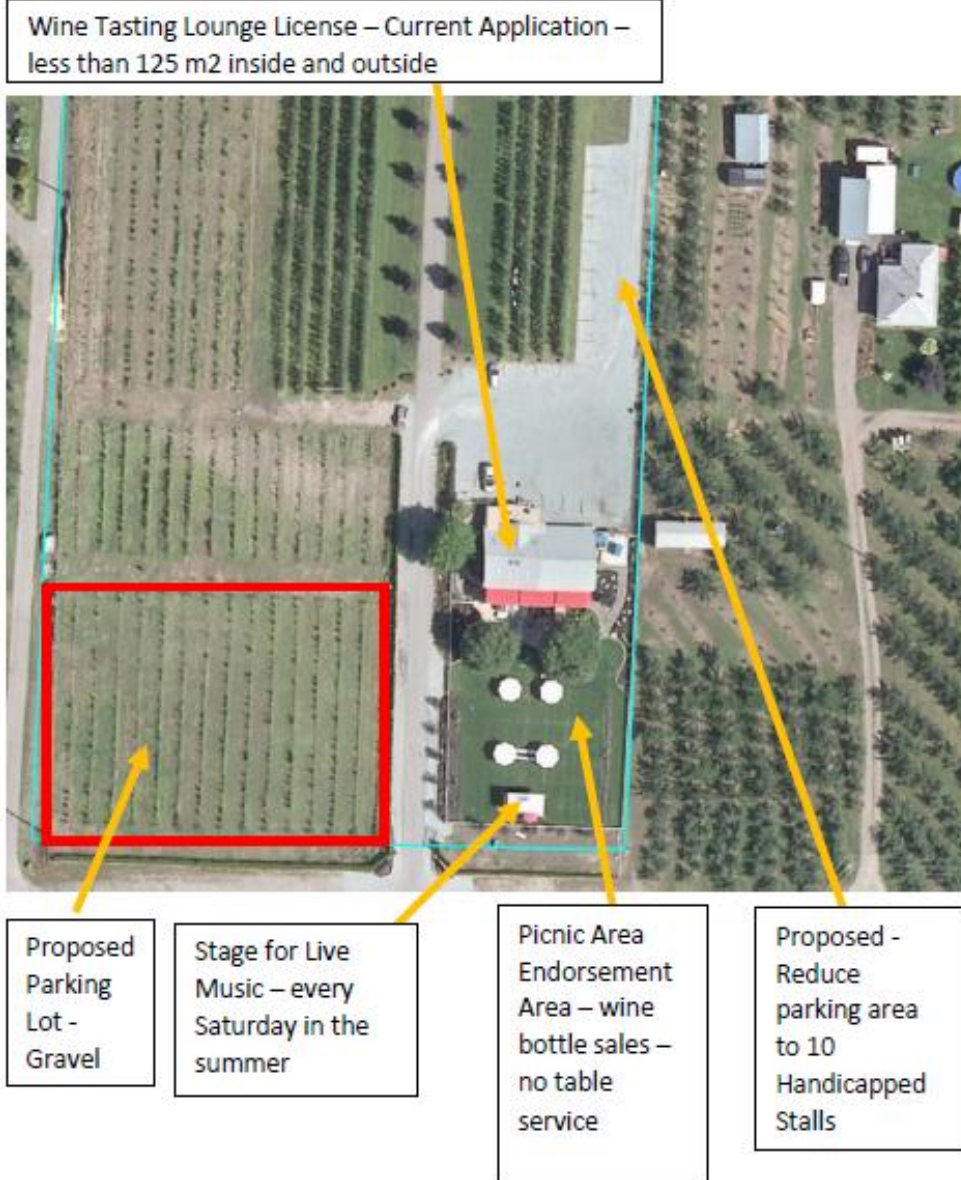 Wine Tasting Lounge License – Current Application –
less than 125 m2 inside and outside
Proposed
Parking
Lot -
Gravel
Stage for Live
Music – every
Saturday in the
summer
Picnic Area
Endorsement
Area – wine
bottle sales –
no table
service
Proposed -
Reduce
parking area
to 10
Handicapped
Stalls